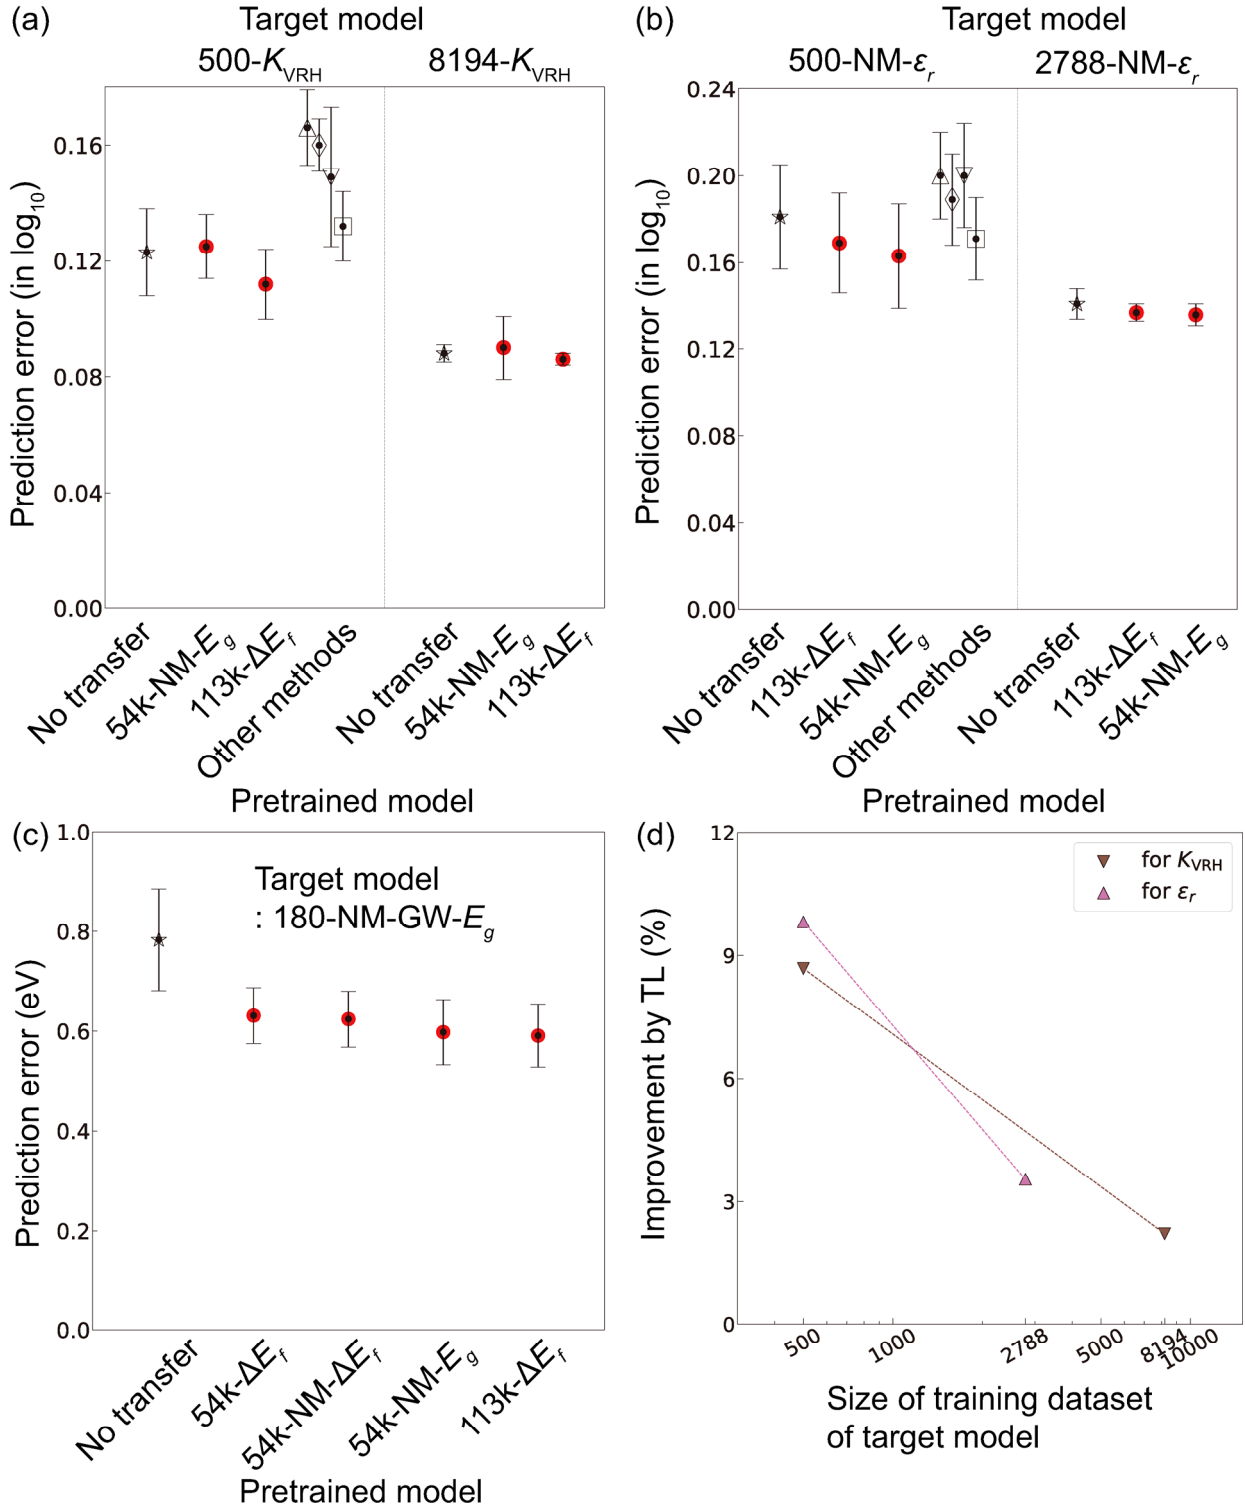 (a)
Target model
500-K_VRH
8194-K_VRH
Prediction error (in log₁₀)
0.16
0.12
0.08
0.04
0.00
No transfer
54k-NM-E_g
113k-ΔE_f
Other methods
No transfer
54k-NM-E_g
113k-ΔE_f
Pretrained model
(b)
Target model
500-NM-ε_r
2788-NM-ε_r
Prediction error (in log₁₀)
0.24
0.20
0.16
0.12
0.08
0.04
0.00
No transfer
113k-ΔE_f
54k-NM-E_g
Other methods
No transfer
113k-ΔE_f
54k-NM-E_g
Pretrained model
(c)
Target model
: 180-NM-GW-E_g
Prediction error (eV)
1.0
0.8
0.6
0.4
0.2
0.0
No transfer
54k-ΔE_f
54k-NM-ΔE_f
54k-NM-E_g
113k-ΔE_f
Pretrained model
(d)
for K_VRH
for ε_r
Improvement by TL (%)
12
9
6
3
0
500
1000
2788
5000
8194
10000
Size of training dataset
of target model